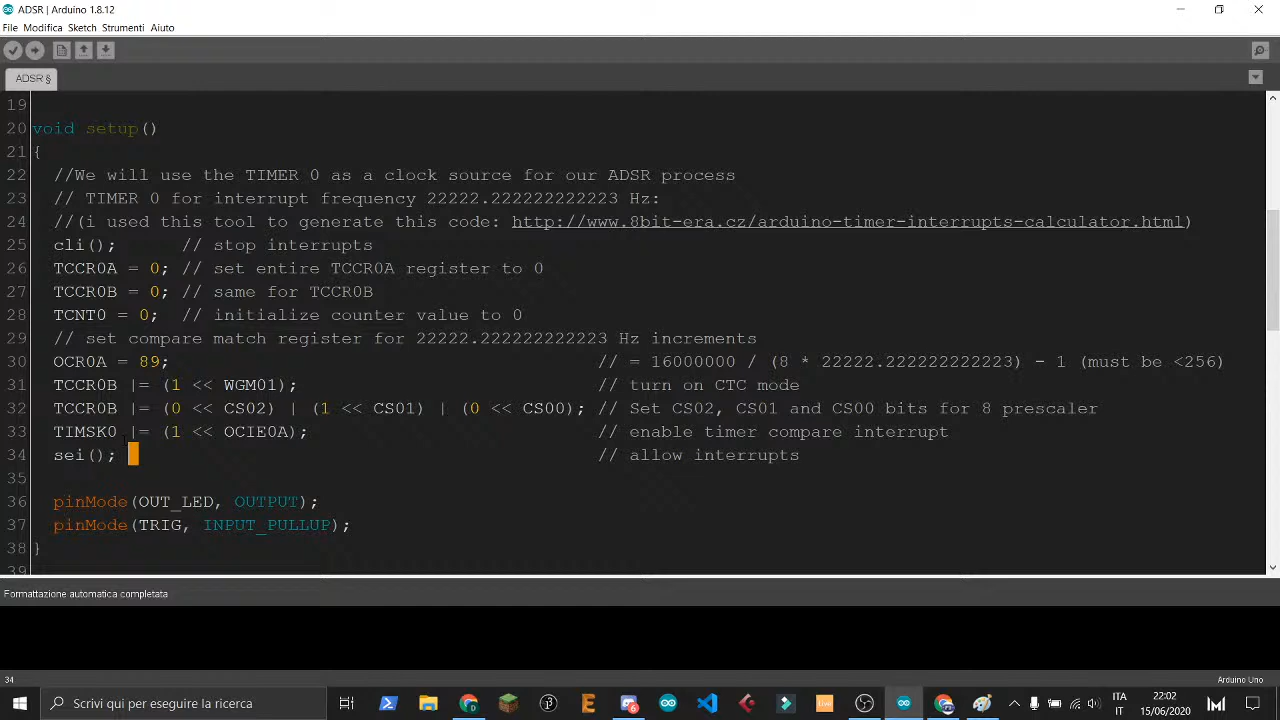 ADSR | Arduino 1.8.12
File Modifica Sketch Strumenti Aiuto
ADSR §
19
20 void setup()
21 {
22 //We will use the TIMER 0 as a clock source for our ADSR process
23 // TIMER 0 for interrupt frequency 22222.222222222223 Hz:
24 //(i used this tool to generate this code: http://www.8bit-era.cz/arduino-timer-interrupts-calculator.html)
25 cli(); // stop interrupts
26 TCCR0A = 0; // set entire TCCR0A register to 0
27 TCCR0B = 0; // same for TCCR0B
28 TCNT0 = 0; // initialize counter value to 0
29 // set compare match register for 22222.222222222223 Hz increments
30 OCR0A = 89; // = 16000000 / (8 * 22222.222222222223) - 1 (must be <256)
31 TCCR0B |= (1 << WGM01); // turn on CTC mode
32 TCCR0B |= (0 << CS02) | (1 << CS01) | (0 << CS00); // Set CS02, CS01 and CS00 bits for 8 prescaler
33 TIMSK0 |= (1 << OCIE0A); // enable timer compare interrupt
34 sei(); // allow interrupts
35
36 pinMode(OUT_LED, OUTPUT);
37 pinMode(TRIG, INPUT_PULLUP);
38 }
39
Formattazione automatica completata
34 Arduino Uno
Scrivi qui per eseguire la ricerca
ITA 22:02
IT 15/06/2020